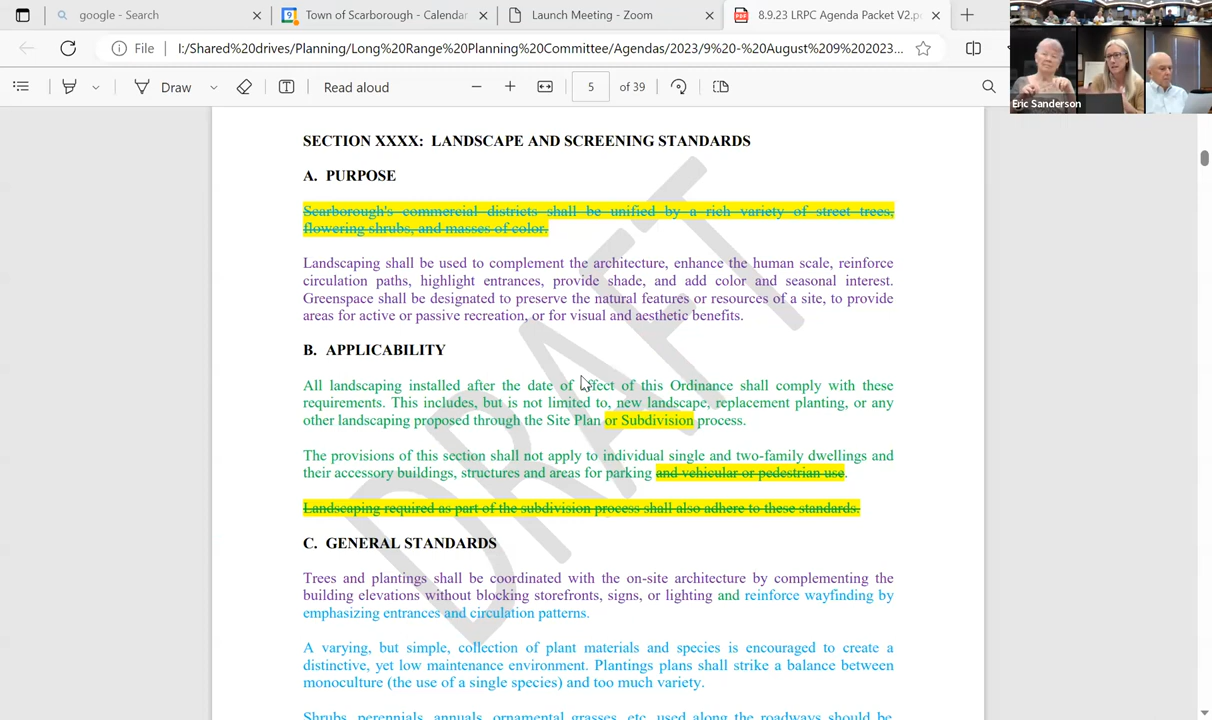 google - Search
Town of Scarborough - Calendar
Launch Meeting - Zoom
8.9.23 LRPC Agenda Packet V2.p
File
I:/Shared%20drives/Planning/Long%20Range%20Planning%20Committee/Agendas/2023/9%20-%20August%209%202023...
Draw
Read aloud
5
of 39
Eric Sanderson
SECTION XXXX: LANDSCAPE AND SCREENING STANDARDS
A. PURPOSE
Scarborough's commercial districts shall be unified by a rich variety of street trees,
flowering shrubs, and masses of color.
Landscaping shall be used to complement the architecture, enhance the human scale, reinforce
circulation paths, highlight entrances, provide shade, and add color and seasonal interest.
Greenspace shall be designated to preserve the natural features or resources of a site, to provide
areas for active or passive recreation, or for visual and aesthetic benefits.
B. APPLICABILITY
All landscaping installed after the date of effect of this Ordinance shall comply with these
requirements. This includes, but is not limited to, new landscape, replacement planting, or any
other landscaping proposed through the Site Plan or Subdivision process.
The provisions of this section shall not apply to individual single and two-family dwellings and
their accessory buildings, structures and areas for parking and vehicular or pedestrian use.
Landscaping required as part of the subdivision process shall also adhere to these standards.
C. GENERAL STANDARDS
Trees and plantings shall be coordinated with the on-site architecture by complementing the
building elevations without blocking storefronts, signs, or lighting and reinforce wayfinding by
emphasizing entrances and circulation patterns.
A varying, but simple, collection of plant materials and species is encouraged to create a
distinctive, yet low maintenance environment. Plantings plans shall strike a balance between
monoculture (the use of a single species) and too much variety.
Shrubs, perennials, annuals, ornamental grasses, etc. used along the roadways should be
DRAFT